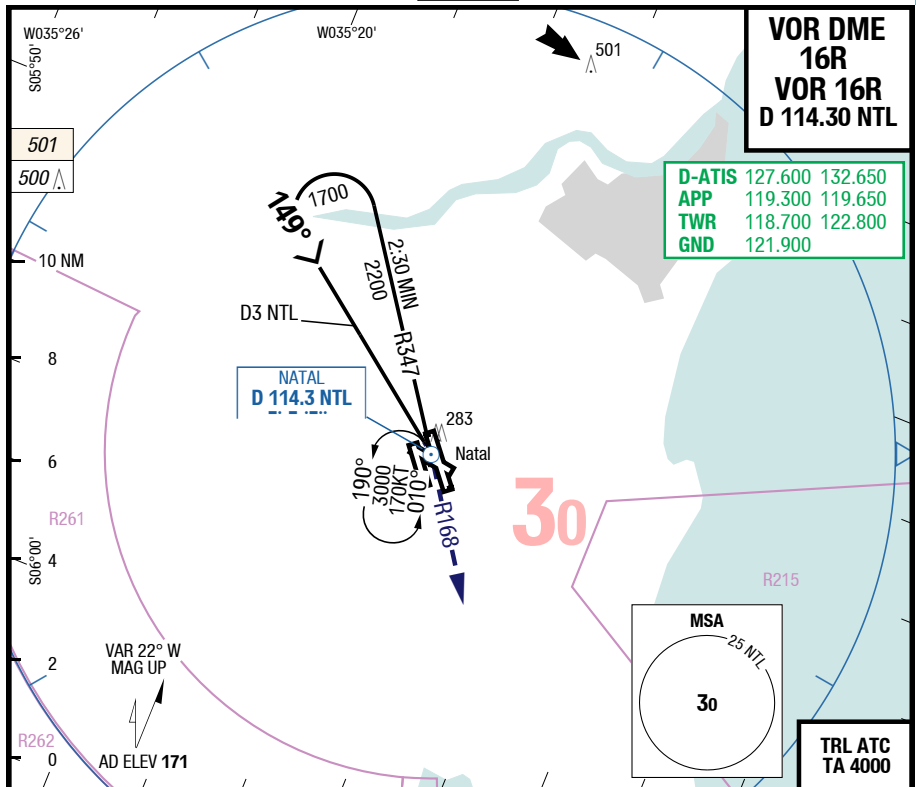 W035°26'
W035°20'
S05°50'
501
VOR DME
16R
VOR 16R
D 114.30 NTL
501
500
D-ATIS 127.600 132.650
APP 119.300 119.650
TWR 118.700 122.800
GND 121.900
1700
149°
2:30 MIN
2200
R347
10 NM
D3 NTL
8
NATAL
D 114.3 NTL
283
Natal
6
190°
3000
170KT
010°
R168
30
R261
4
S06°00'
R215
MSA
25 NTL
30
VAR 22° W
MAG UP
2
R262
0
AD ELEV 171
TRL ATC
TA 4000